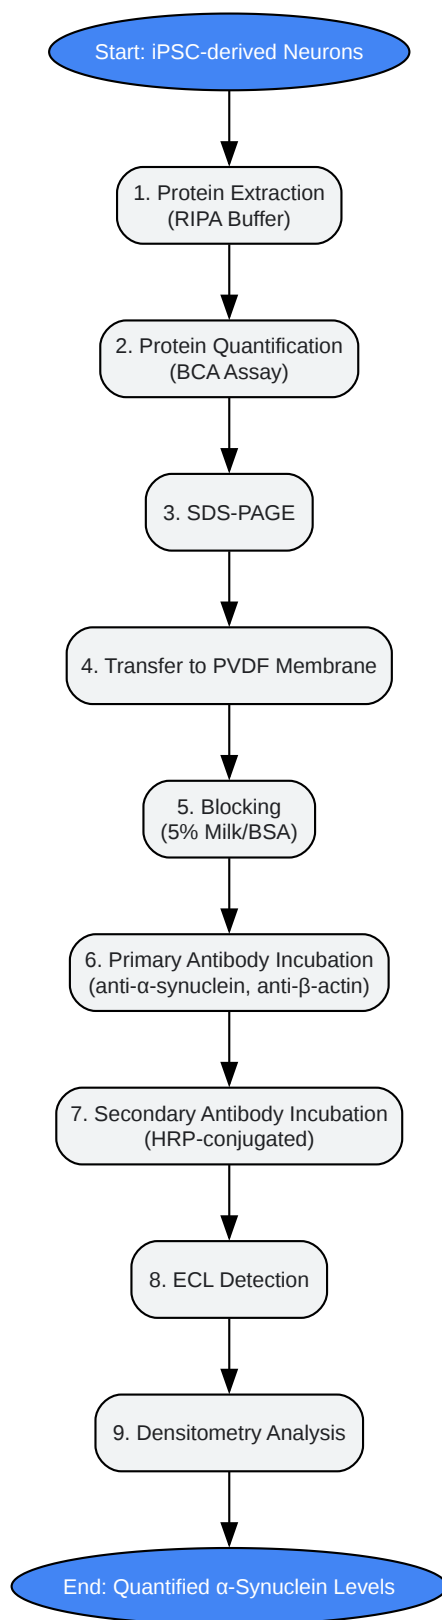 Start: iPSC-derived Neurons
1. Protein Extraction
(RIPA Buffer)
2. Protein Quantification
(BCA Assay)
3. SDS-PAGE
4. Transfer to PVDF Membrane
5. Blocking
(5% Milk/BSA)
6. Primary Antibody Incubation
(anti-α-synuclein, anti-β-actin)
7. Secondary Antibody Incubation
(HRP-conjugated)
8. ECL Detection
9. Densitometry Analysis
End: Quantified α-Synuclein Levels